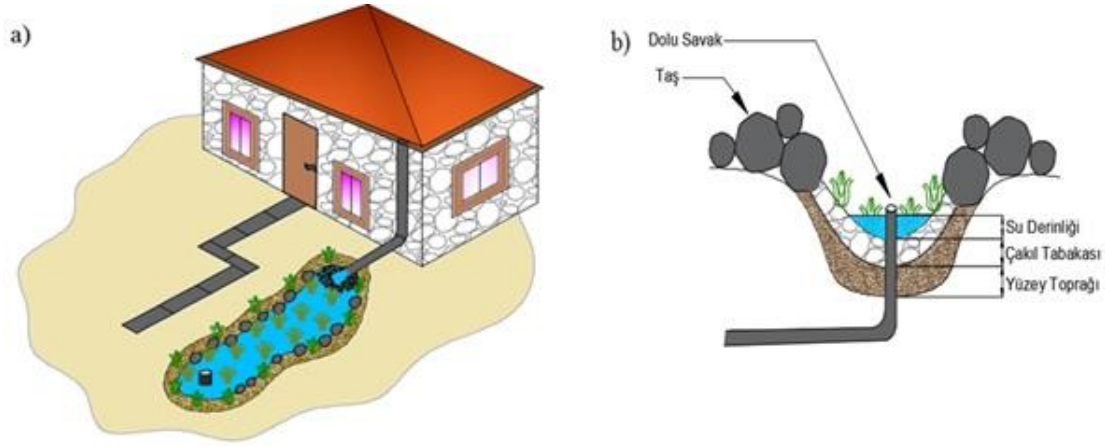 a)
b)
Dolu Savak
Taş
Su Derinliği
Çakıl Tabakası
Yüzey Toprağı